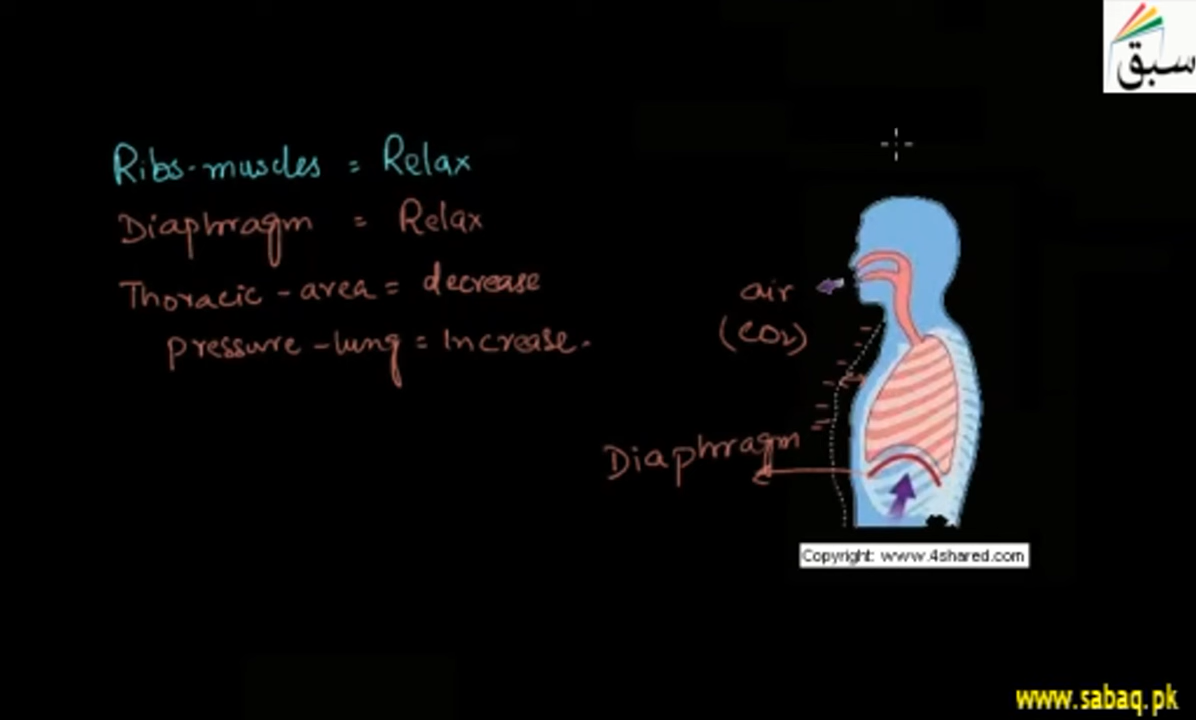 سبق
Ribs-muscles = Relax
Diaphragm = Relax
Thoracic-area = decrease
pressure-lung = Increase.
air
(CO₂)
Diaphragm
Copyright: www.4shared.com
www.sabaq.pk